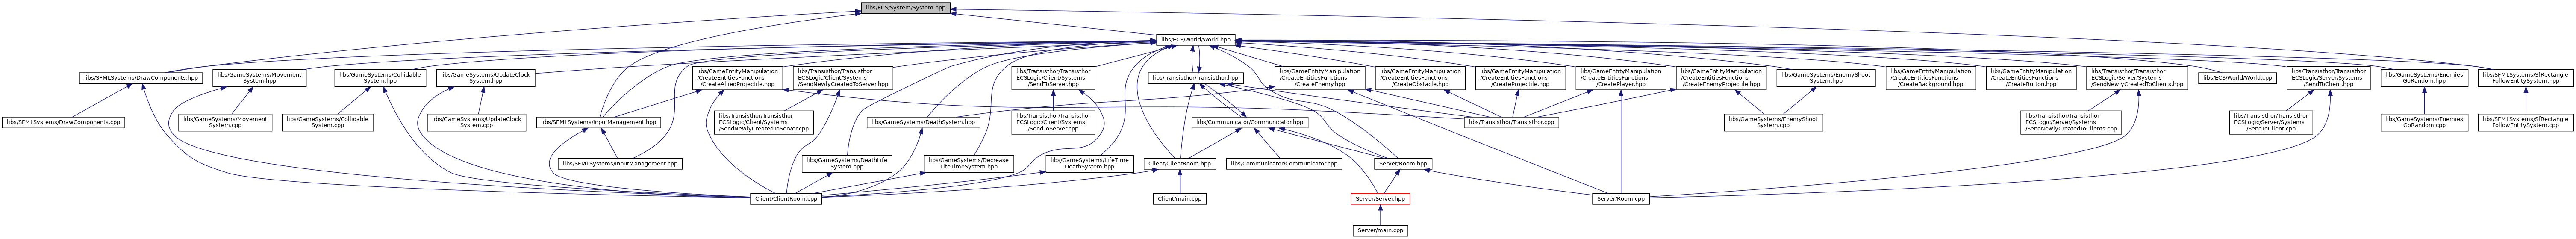 libs/ECS/System/System.hpp
libs/ECS/World/World.hpp
libs/SFMLSystems/DrawComponents.hpp
libs/GameSystems/Movement
System.hpp
libs/GameSystems/Collidable
System.hpp
libs/GameSystems/UpdateClock
System.hpp
libs/GameEntityManipulation
/CreateEntitiesFunctions
/CreateAlliedProjectile.hpp
libs/Transisthor/Transisthor
ECSLogic/Client/Systems
/SendNewlyCreatedToServer.hpp
libs/Transisthor/Transisthor
ECSLogic/Client/Systems
/SendToServer.hpp
libs/Transisthor/Transisthor.hpp
libs/GameEntityManipulation
/CreateEntitiesFunctions
/CreateEnemy.hpp
libs/GameEntityManipulation
/CreateEntitiesFunctions
/CreateObstacle.hpp
libs/GameEntityManipulation
/CreateEntitiesFunctions
/CreateProjectile.hpp
libs/GameEntityManipulation
/CreateEntitiesFunctions
/CreatePlayer.hpp
libs/GameEntityManipulation
/CreateEntitiesFunctions
/CreateEnemyProjectile.hpp
libs/GameSystems/EnemyShoot
System.hpp
libs/GameEntityManipulation
/CreateEntitiesFunctions
/CreateBackground.hpp
libs/GameEntityManipulation
/CreateEntitiesFunctions
/CreateButton.hpp
libs/Transisthor/Transisthor
ECSLogic/Server/Systems
/SendNewlyCreatedToClients.hpp
libs/ECS/World/World.cpp
libs/Transisthor/Transisthor
ECSLogic/Server/Systems
/SendToClient.hpp
libs/GameSystems/Enemies
GoRandom.hpp
libs/SFMLSystems/SfRectangle
FollowEntitySystem.hpp
libs/SFMLSystems/DrawComponents.cpp
libs/GameSystems/Movement
System.cpp
libs/GameSystems/Collidable
System.cpp
libs/GameSystems/UpdateClock
System.cpp
libs/SFMLSystems/InputManagement.hpp
libs/Transisthor/Transisthor
ECSLogic/Client/Systems
/SendNewlyCreatedToServer.cpp
libs/GameSystems/DeathSystem.hpp
libs/Transisthor/Transisthor
ECSLogic/Client/Systems
/SendToServer.cpp
libs/Communicator/Communicator.hpp
libs/Transisthor/Transisthor.cpp
libs/GameSystems/EnemyShoot
System.cpp
libs/Transisthor/Transisthor
ECSLogic/Server/Systems
/SendNewlyCreatedToClients.cpp
libs/Transisthor/Transisthor
ECSLogic/Server/Systems
/SendToClient.cpp
libs/GameSystems/Enemies
GoRandom.cpp
libs/SFMLSystems/SfRectangle
FollowEntitySystem.cpp
libs/SFMLSystems/InputManagement.cpp
libs/GameSystems/DeathLife
System.hpp
libs/GameSystems/Decrease
LifeTimeSystem.hpp
libs/GameSystems/LifeTime
DeathSystem.hpp
Client/ClientRoom.hpp
libs/Communicator/Communicator.cpp
Server/Room.hpp
Client/ClientRoom.cpp
Client/main.cpp
Server/Server.hpp
Server/Room.cpp
Server/main.cpp